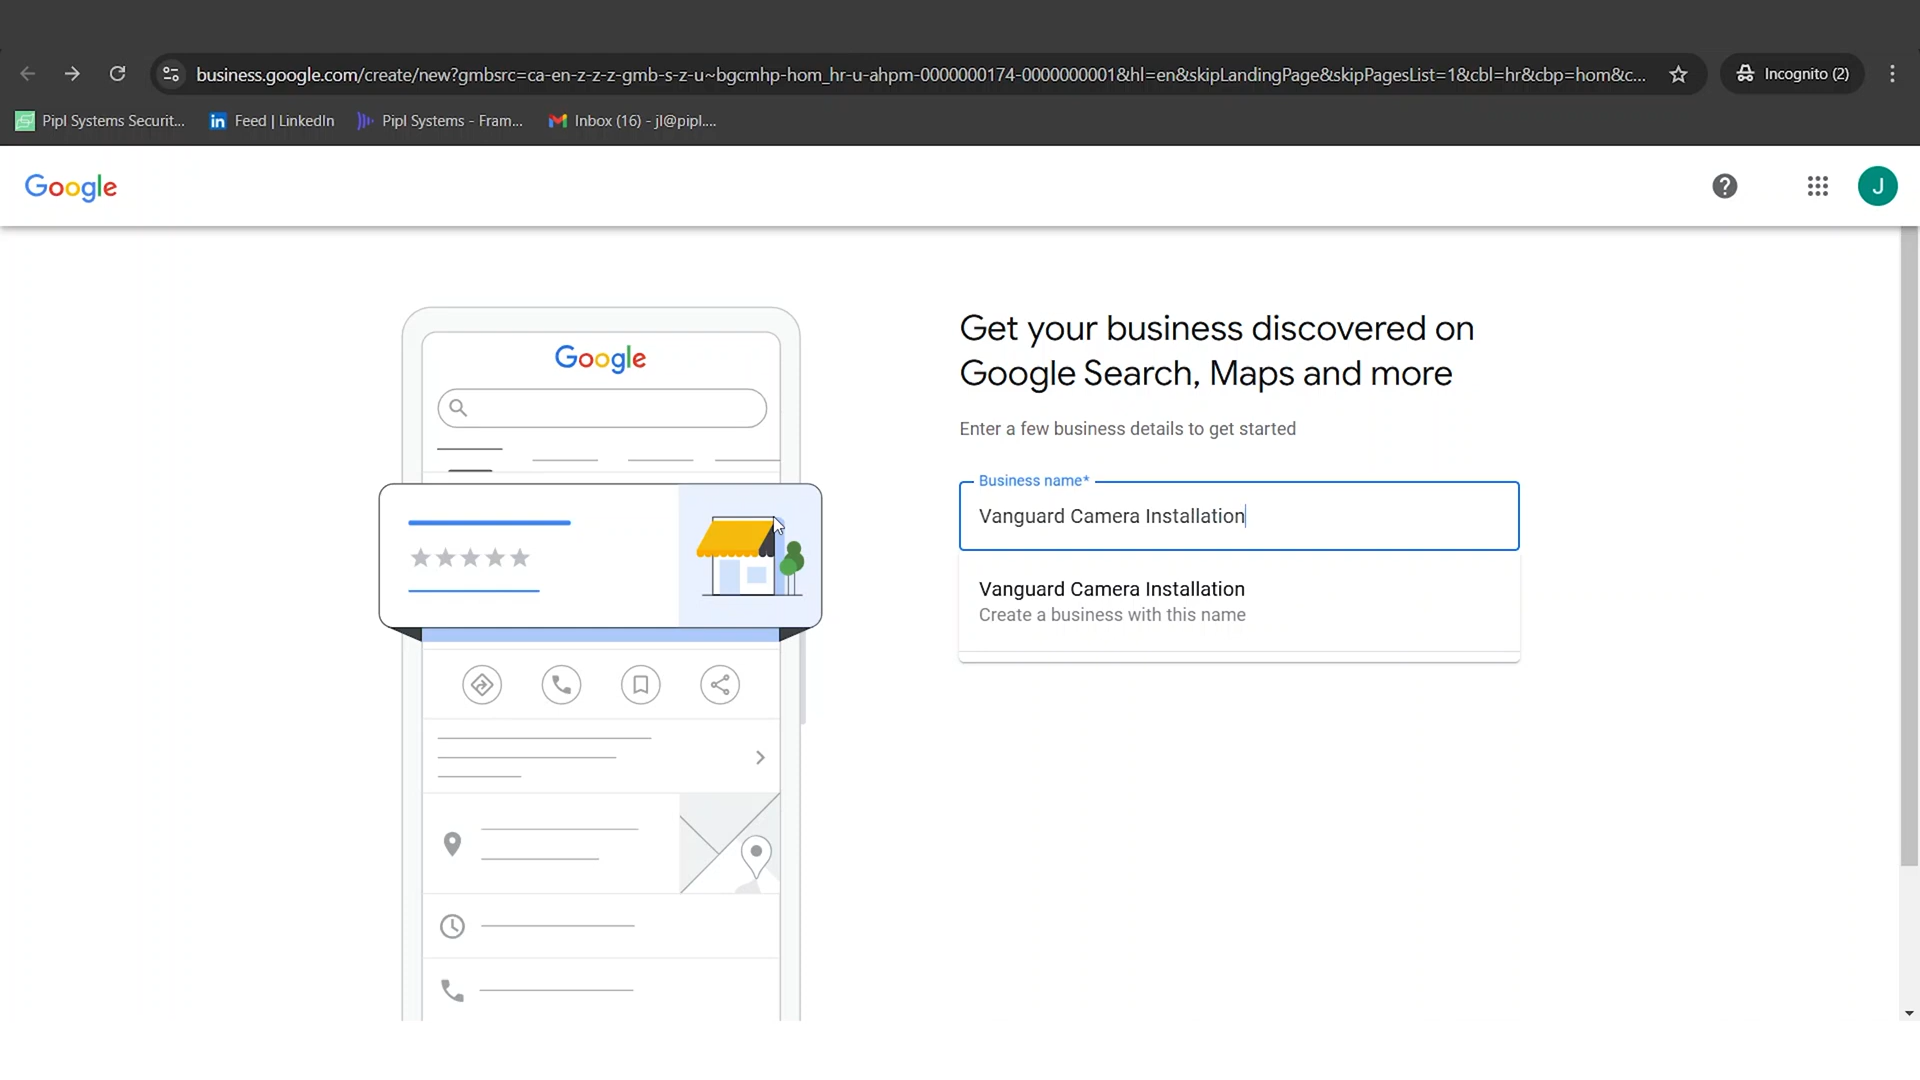 business.google.com/create/new?gmbsrc=ca-en-z-z-z-gmb-s-z-u~bgcmhp-hom_hr-u-ahpm-0000000174-0000000001&hl=en&skipLandingPage&skipPagesList=1&cbl=hr&cbp=hom&c...
Incognito (2)
Pipl Systems Securit...
Feed | LinkedIn
Pipl Systems - Fram...
Inbox (16) - jl@pipl....
Google
J
Google
Get your business discovered on
Google Search, Maps and more
Enter a few business details to get started
Business name*
Vanguard Camera Installation
Vanguard Camera Installation
Create a business with this name